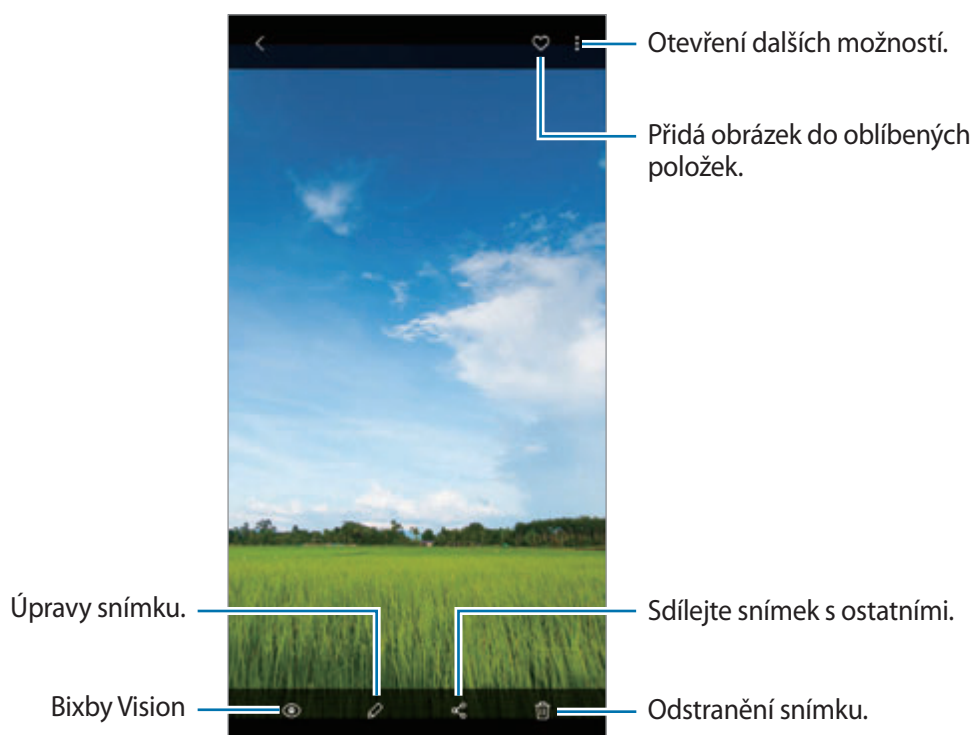 Otevření dalších možností.
Přidá obrázek do oblíbených
položek.
Úpravy snímku.
Sdílejte snímek s ostatními.
Bixby Vision
Odstranění snímku.